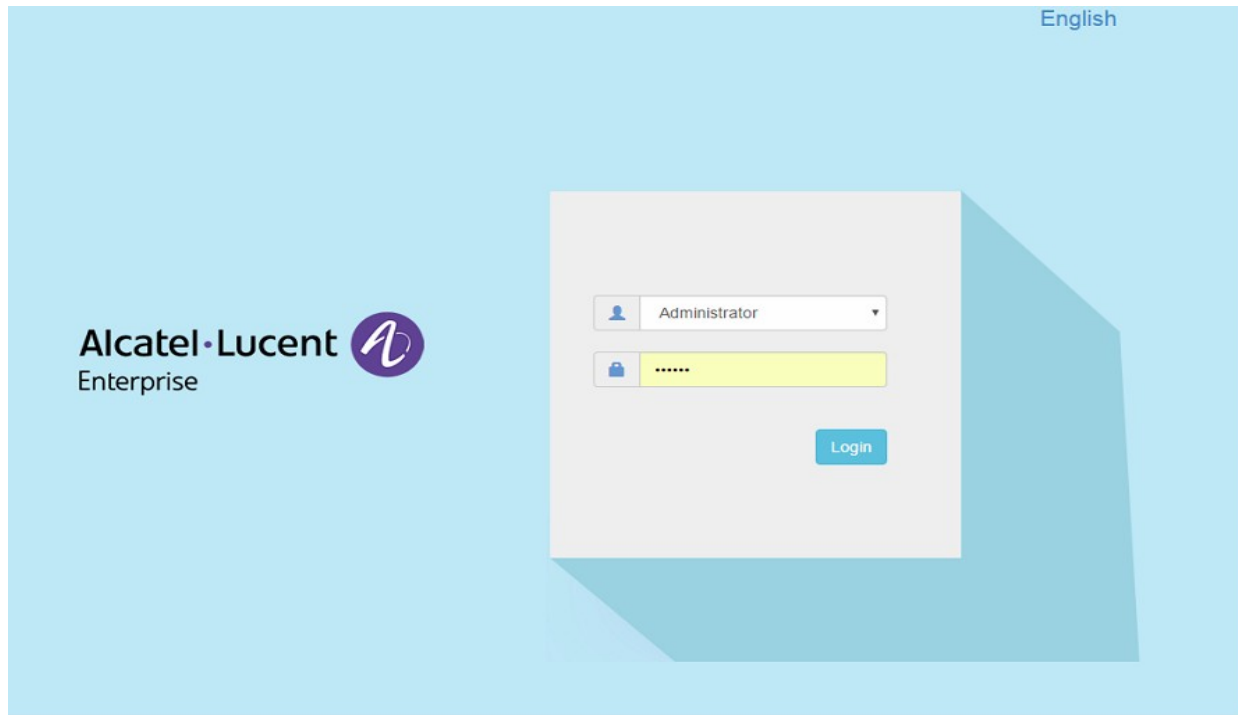 English
Alcatel·Lucent
Enterprise
Administrator
••••••
Login